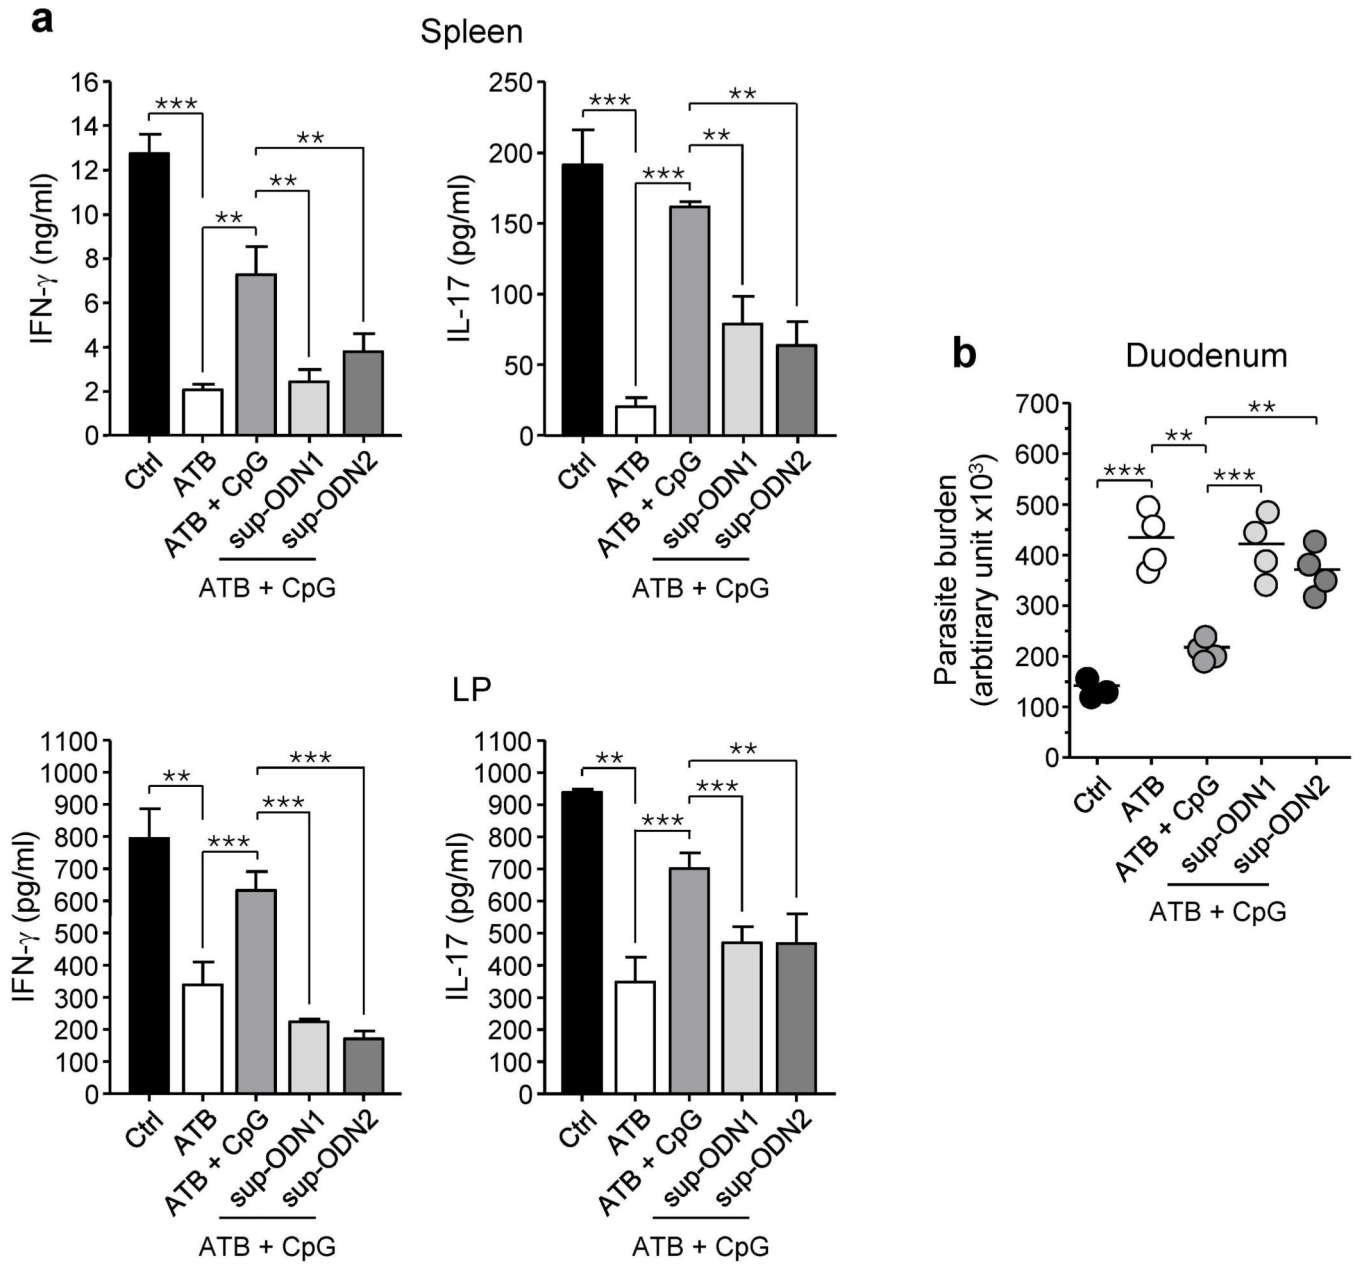 a
Spleen
IFN-γ (ng/ml)
16
14
12
10
8
6
4
2
0
***
**
**
**
Ctrl
ATB
ATB + CpG
sup-ODN1
sup-ODN2
ATB + CpG
IL-17 (pg/ml)
250
200
150
100
50
0
***
***
**
**
Ctrl
ATB
ATB + CpG
sup-ODN1
sup-ODN2
ATB + CpG
b
Duodenum
Parasite burden
(arbtirary unit x10³)
700
600
500
400
300
200
100
0
***
**
***
**
Ctrl
ATB
ATB + CpG
sup-ODN1
sup-ODN2
ATB + CpG
LP
IFN-γ (pg/ml)
1100
1000
900
800
700
600
500
400
300
200
100
0
**
***
***
***
Ctrl
ATB
ATB + CpG
sup-ODN1
sup-ODN2
ATB + CpG
IL-17 (pg/ml)
1100
1000
900
800
700
600
500
400
300
200
100
0
**
***
***
**
Ctrl
ATB
ATB + CpG
sup-ODN1
sup-ODN2
ATB + CpG